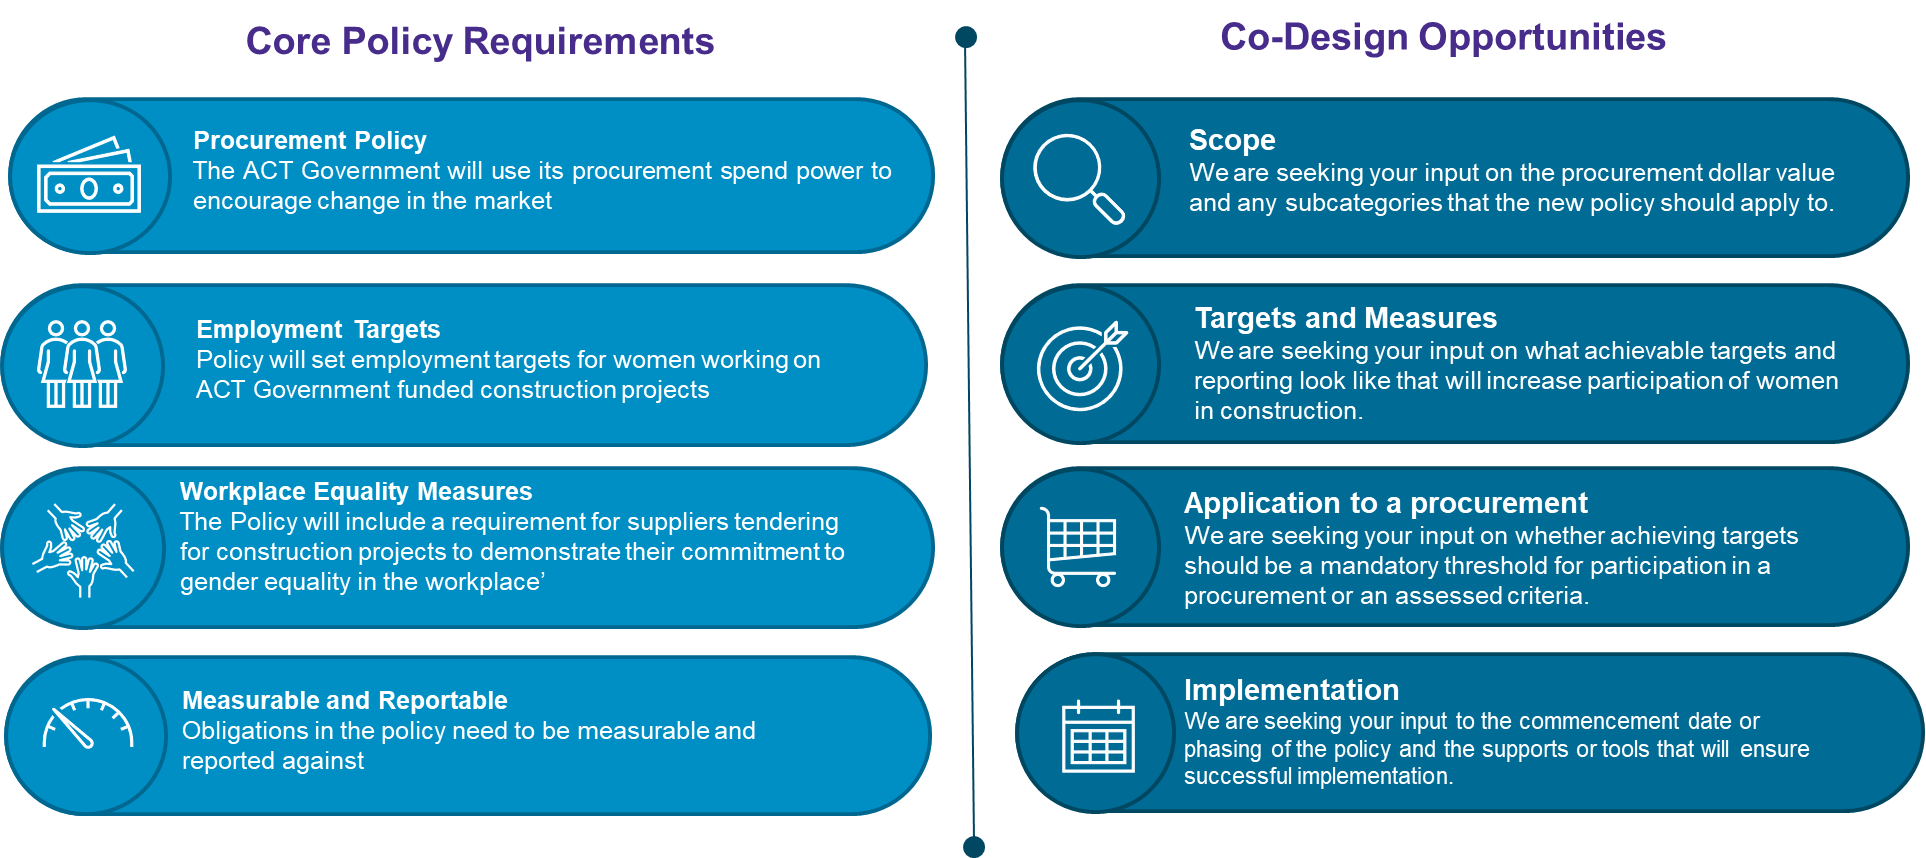 Core Policy Requirements
Procurement Policy
The ACT Government will use its procurement spend power to
encourage change in the market
Employment Targets
Policy will set employment targets for women working on
ACT Government funded construction projects
Workplace Equality Measures
The Policy will include a requirement for suppliers tendering
for construction projects to demonstrate their commitment to
gender equality in the workplace’
Measurable and Reportable
Obligations in the policy need to be measurable and
reported against
Co-Design Opportunities
Scope
We are seeking your input on the procurement dollar value
and any subcategories that the new policy should apply to.
Targets and Measures
We are seeking your input on what achievable targets and
reporting look like that will increase participation of women
in construction.
Application to a procurement
We are seeking your input on whether achieving targets
should be a mandatory threshold for participation in a
procurement or an assessed criteria.
Implementation
We are seeking your input to the commencement date or
phasing of the policy and the supports or tools that will ensure
successful implementation.